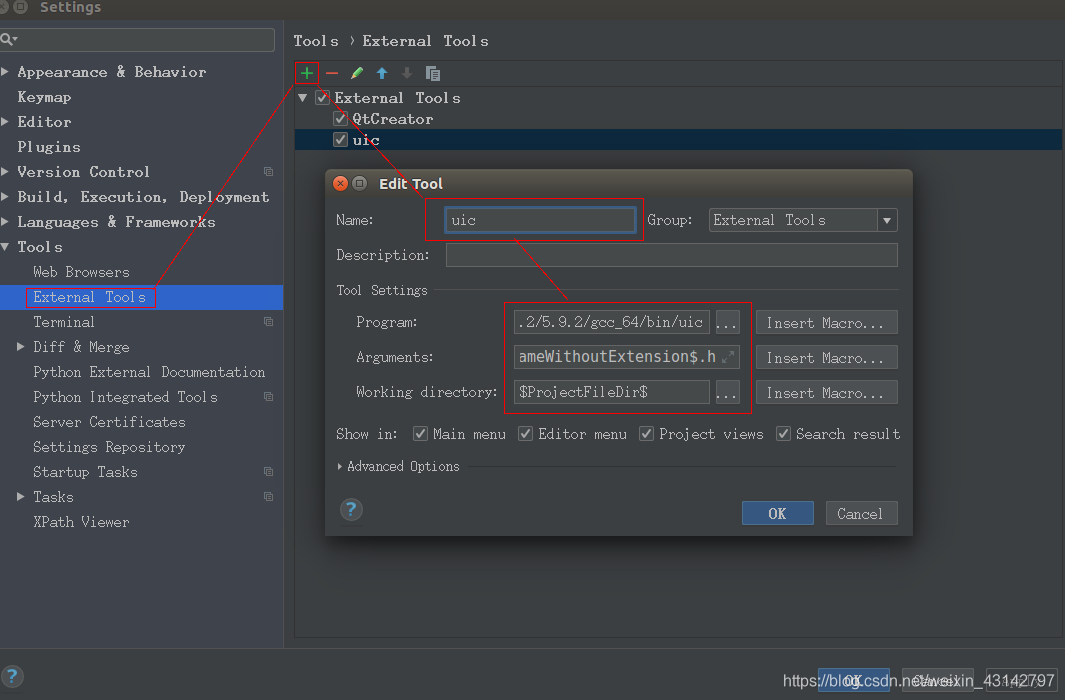 Settings
Tools › External Tools
Appearance & Behavior
Keymap
Editor
Plugins
Version Control
Build, Execution, Deployment
Languages & Frameworks
Tools
Web Browsers
External Tools
Terminal
Diff & Merge
Python External Documentation
Python Integrated Tools
Server Certificates
Settings Repository
Startup Tasks
Tasks
XPath Viewer
External Tools
QtCreator
uic
Edit Tool
Name: uic Group: External Tools
Description:
Tool Settings
Program: .2/5.9.2/gcc_64/bin/uic ... Insert Macro...
Arguments: ameWithoutExtension$.h Insert Macro...
Working directory: $ProjectFileDir$ ... Insert Macro...
Show in: Main menu Editor menu Project views Search result
Advanced Options
? OK Cancel
? OK Cancel
https://blog.csdn.net/weixin_43142797